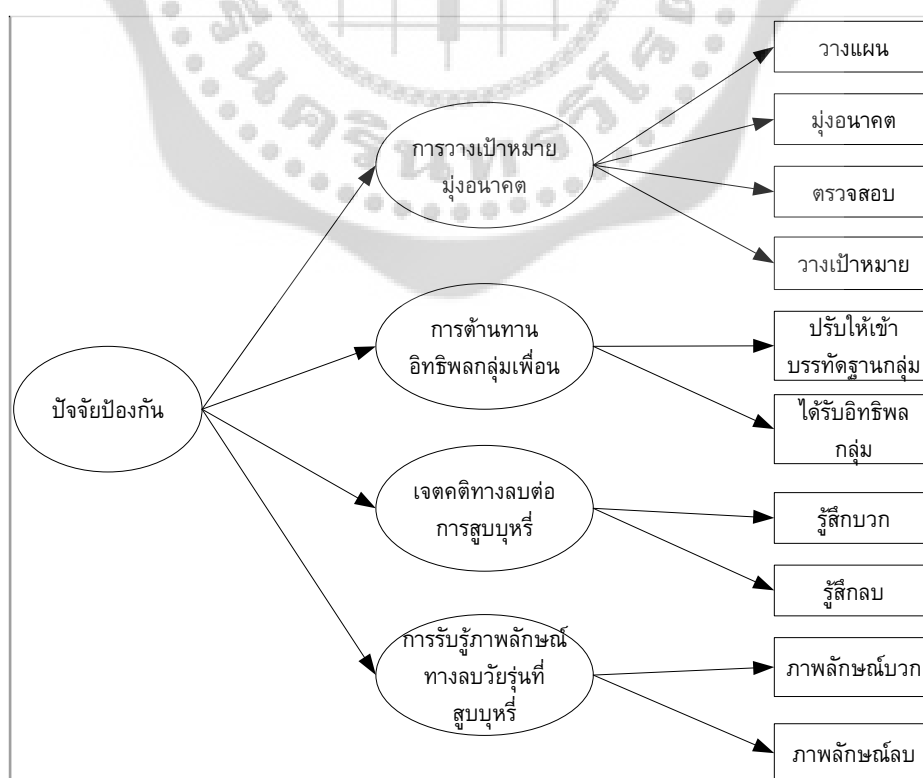 วางแผน
มุ่งอนาคต
ตรวจสอบ
วางเป้าหมาย
การวางเป้าหมาย
มุ่งอนาคต
ปรับให้เข้า
บรรทัดฐานกลุ่ม
ได้รับอิทธิพล
กลุ่ม
การต้านทาน
อิทธิพลกลุ่มเพื่อน
ปัจจัยป้องกัน
เจตคติทางลบต่อ
การสูบบุหรี่
รู้สึกบวก
รู้สึกลบ
การรับรู้ภาพลักษณ์
ทางลบวัยรุ่นที่
สูบบุหรี่
ภาพลักษณ์บวก
ภาพลักษณ์ลบ